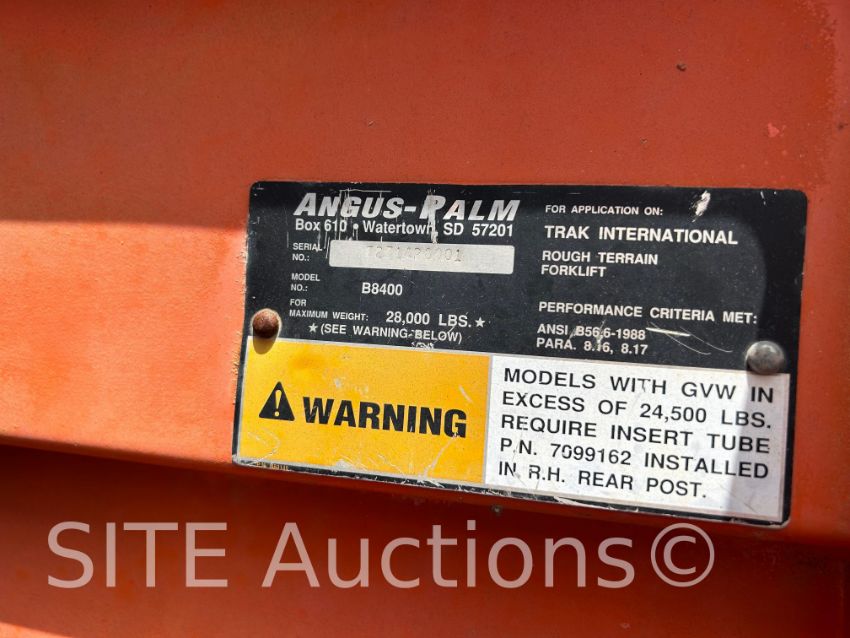 ANGUS-PALM
Box 610 • Watertown, SD 57201
SERIAL
NO.:
MODEL
NO.: B8400
FOR
MAXIMUM WEIGHT: 28,000 LBS. ★
★ (SEE WARNING-BELOW)
FOR APPLICATION ON:
TRAK INTERNATIONAL
ROUGH TERRAIN
FORKLIFT
PERFORMANCE CRITERIA MET:
ANSI B56.6-1988
PARA. 8.16, 8.17
WARNING
MODELS WITH GVW IN
EXCESS OF 24,500 LBS.
REQUIRE INSERT TUBE
P.N. 7099162 INSTALLED
IN R.H. REAR POST.
SITE Auctions©